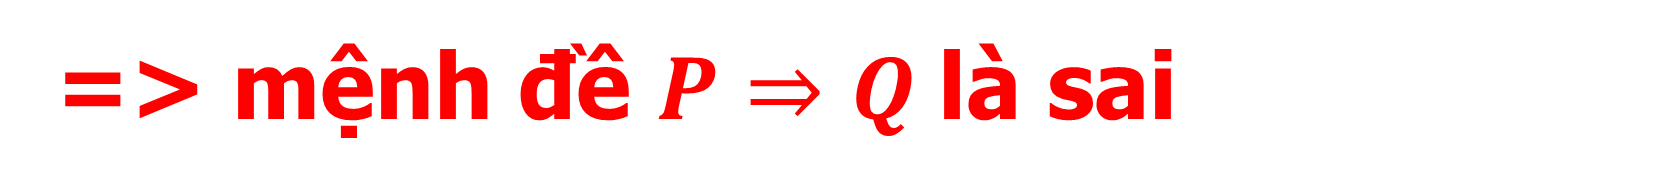 => mệnh đề P ⇒ Q là sai